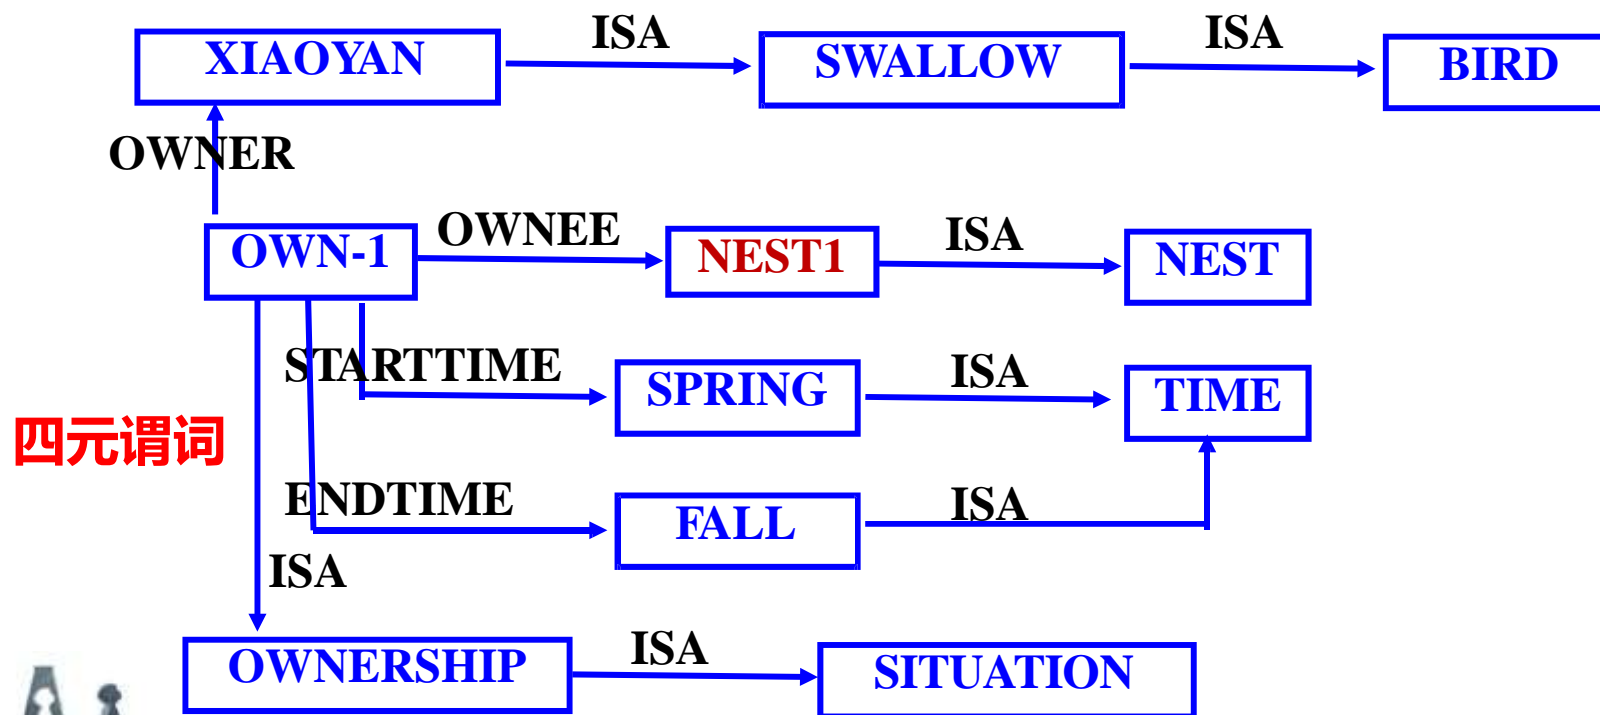 ISA
ISA
XIAOYAN
SWALLOW
BIRD
OWNER
OWN-1
OWNEE
NEST1
ISA
NEST
STARTTIME
SPRING
ISA
TIME
四元谓词
ENDTIME
FALL
ISA
ISA
OWNERSHIP
ISA
SITUATION